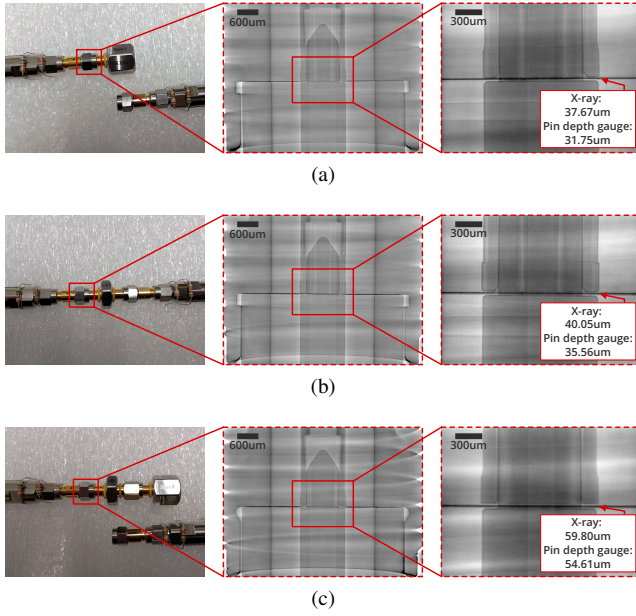 600um
300um
X-ray:
37.67um
Pin depth gauge:
31.75um
(a)
600um
300um
X-ray:
40.05um
Pin depth gauge:
35.56um
(b)
600um
300um
X-ray:
59.80um
Pin depth gauge:
54.61um
(c)